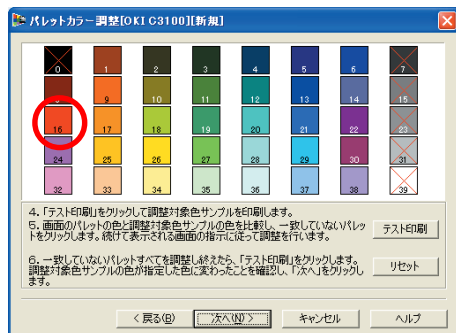 パレットカラー調整[OKI C3100][新規]
0 1 2 3 4 5 6 7
8 9 10 11 12 13 14 15
16 17 18 19 20 21 22 23
24 25 26 27 28 29 30 31
32 33 34 35 36 37 38 39
4. 「テスト印刷」をクリックして調整対象色サンプルを印刷します。
5. 画面のパレットの色と調整対象色サンプルの色を比較し、一致していないパレッ
トをクリックします。続けて表示される画面の指示に従って調整を行います。
テスト印刷
6. 一致していないパレットすべてを調整し終えたら、「テスト印刷」をクリックします。
調整対象色サンプルの色が指定した色に変わったことを確認し、「次へ」をクリックし
ます。
リセット
< 戻る(B) 次へ(N) > キャンセル ヘルプ